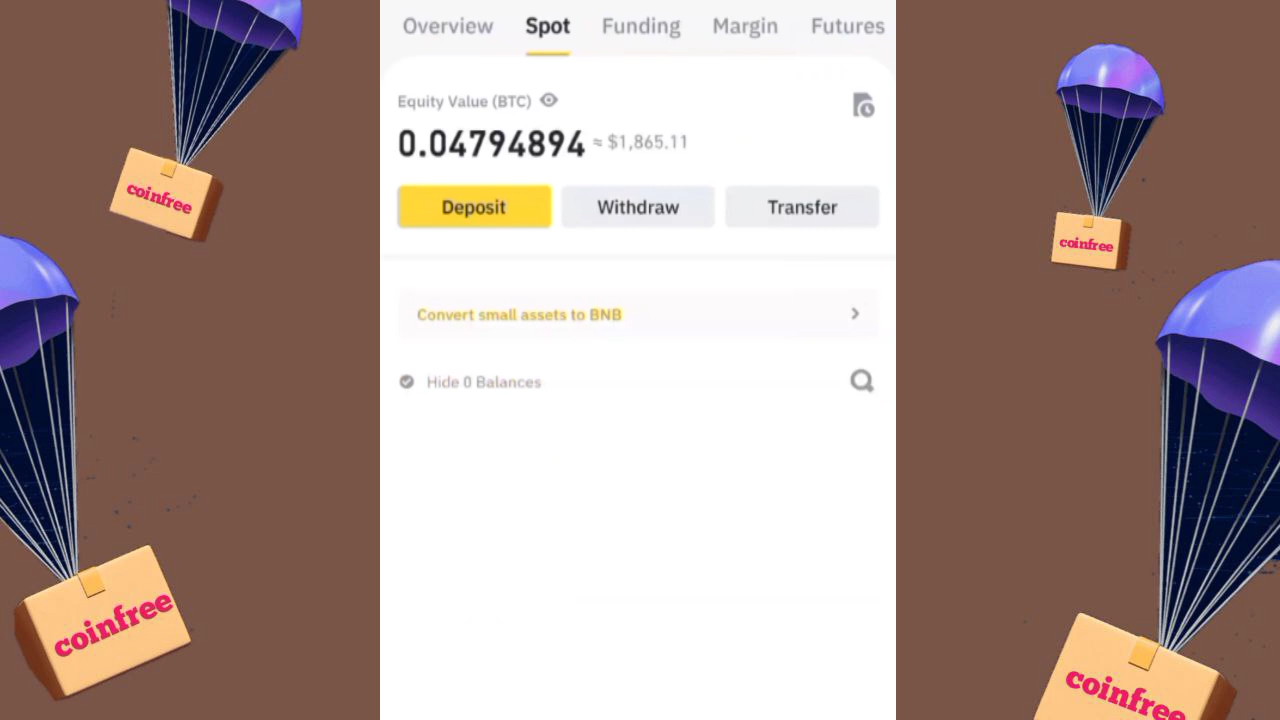 Overview Spot Funding Margin Futures
Equity Value (BTC)
0.04794894 ≈ $1,865.11
Deposit Withdraw Transfer
Convert small assets to BNB
Hide 0 Balances
coinfree
coinfree
coinfree
coinfree